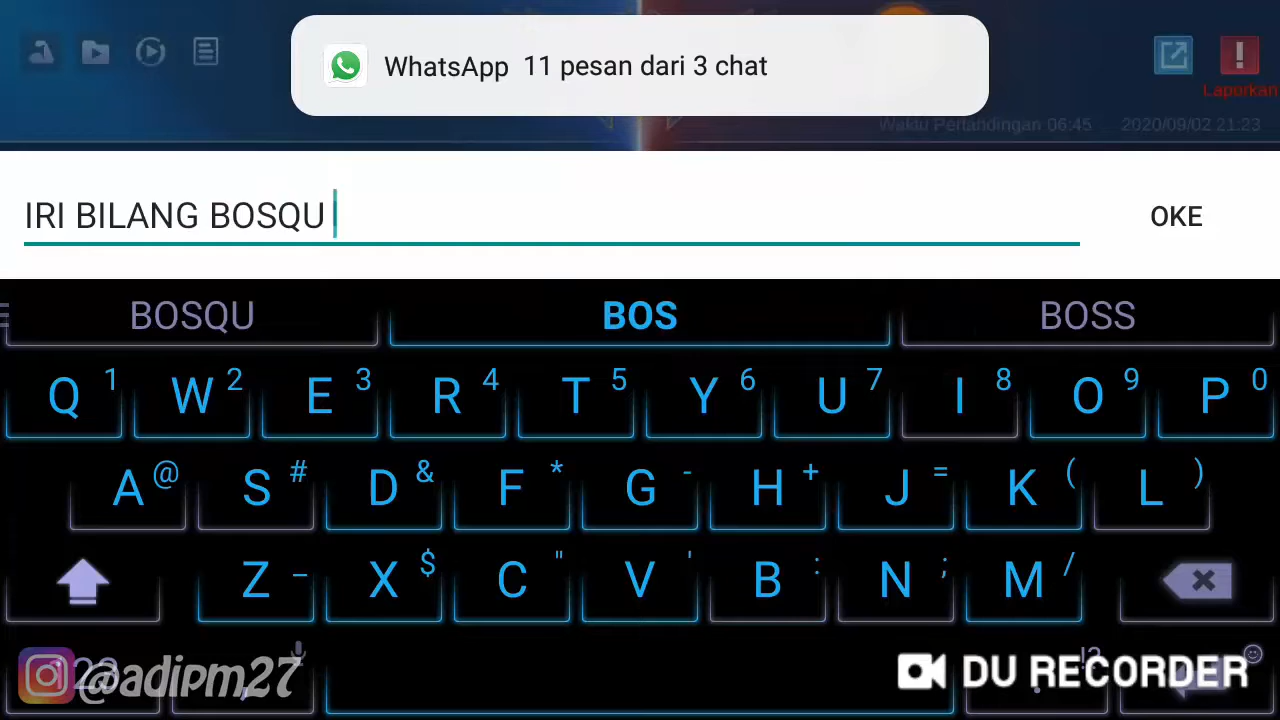 WhatsApp 11 pesan dari 3 chat
Laporkan
Waktu Pertandingan 06:45 2020/09/02 21:23
IRI BILANG BOSQU OKE
BOSQU BOS BOSS
Q 1 W 2 E 3 R 4 T 5 Y 6 U 7 I 8 O 9 P 0
A @ S # D & F * G - H + J = K ( L )
Z _ X $ C " V ' B : N ; M /
?123 , . !?
@adipm27 DU RECORDER